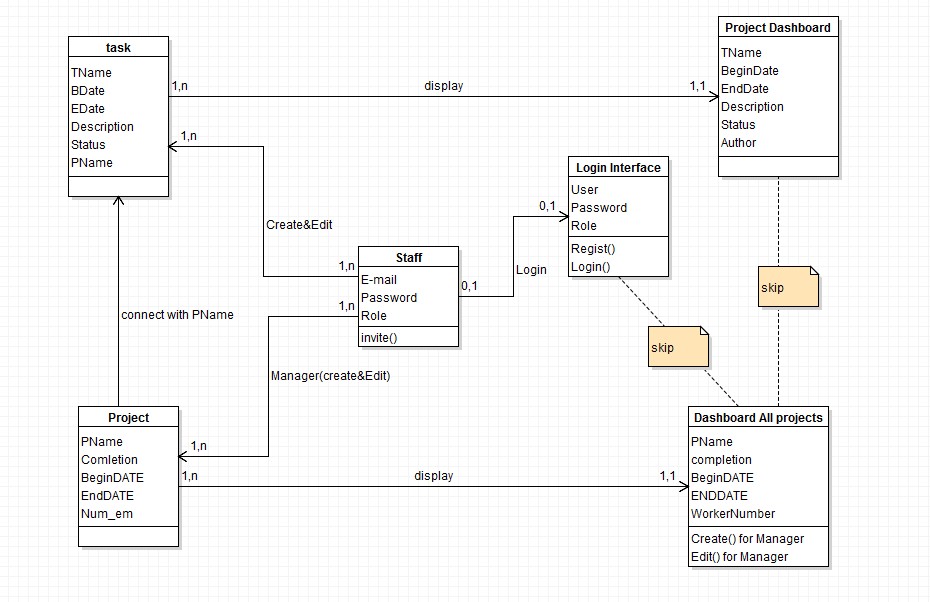 task
TName
BDate
EDate
Description
Status
PName
1,n
display
1,1
Project Dashboard
TName
BeginDate
EndDate
Description
Status
Author
1,n
Create&Edit
1,n
Login Interface
User
Password
Role
Regist()
Login()
0,1
Login
0,1
Staff
E-mail
Password
Role
invite()
1,n
skip
skip
connect with PName
Manager(create&Edit)
1,n
Project
PName
Comletion
BeginDATE
EndDATE
Num_em
1,n
display
1,1
Dashboard All projects
PName
completion
BeginDATE
ENDDATE
WorkerNumber
Create() for Manager
Edit() for Manager